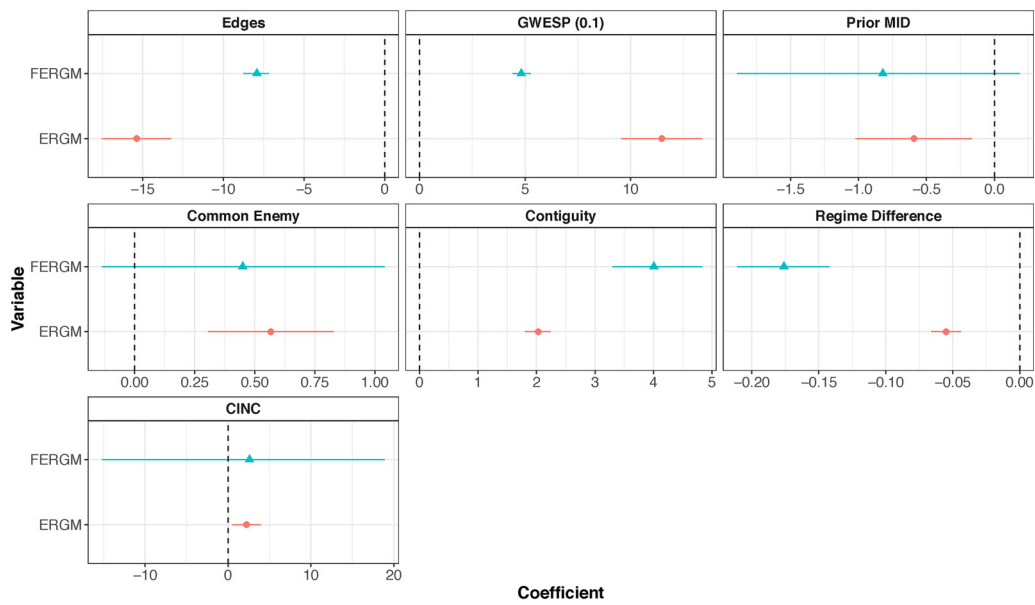 Edges
GWESP (0.1)
Prior MID
FERGM
ERGM
−15
−10
−5
0
0
5
10
−1.5
−1.0
−0.5
0.0
Common Enemy
Contiguity
Regime Difference
FERGM
ERGM
0.00
0.25
0.50
0.75
1.00
0
1
2
3
4
5
−0.20
−0.15
−0.10
−0.05
0.00
CINC
FERGM
ERGM
−10
0
10
20
Variable
Coefficient